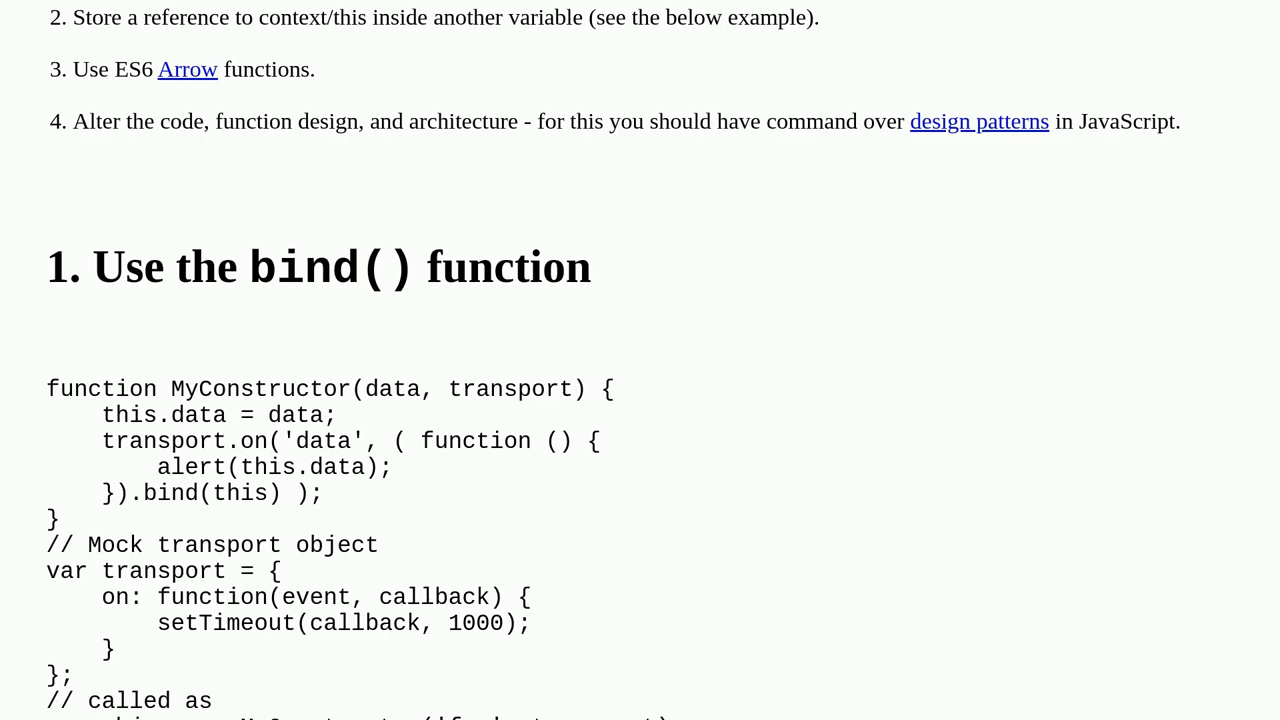 2. Store a reference to context/this inside another variable (see the below example).
3. Use ES6 Arrow functions.
4. Alter the code, function design, and architecture - for this you should have command over design patterns in JavaScript.
1. Use the bind() function
function MyConstructor(data, transport) {
    this.data = data;
    transport.on('data', ( function () {
        alert(this.data);
    }).bind(this) );
}
// Mock transport object
var transport = {
    on: function(event, callback) {
        setTimeout(callback, 1000);
    }
};
// called as